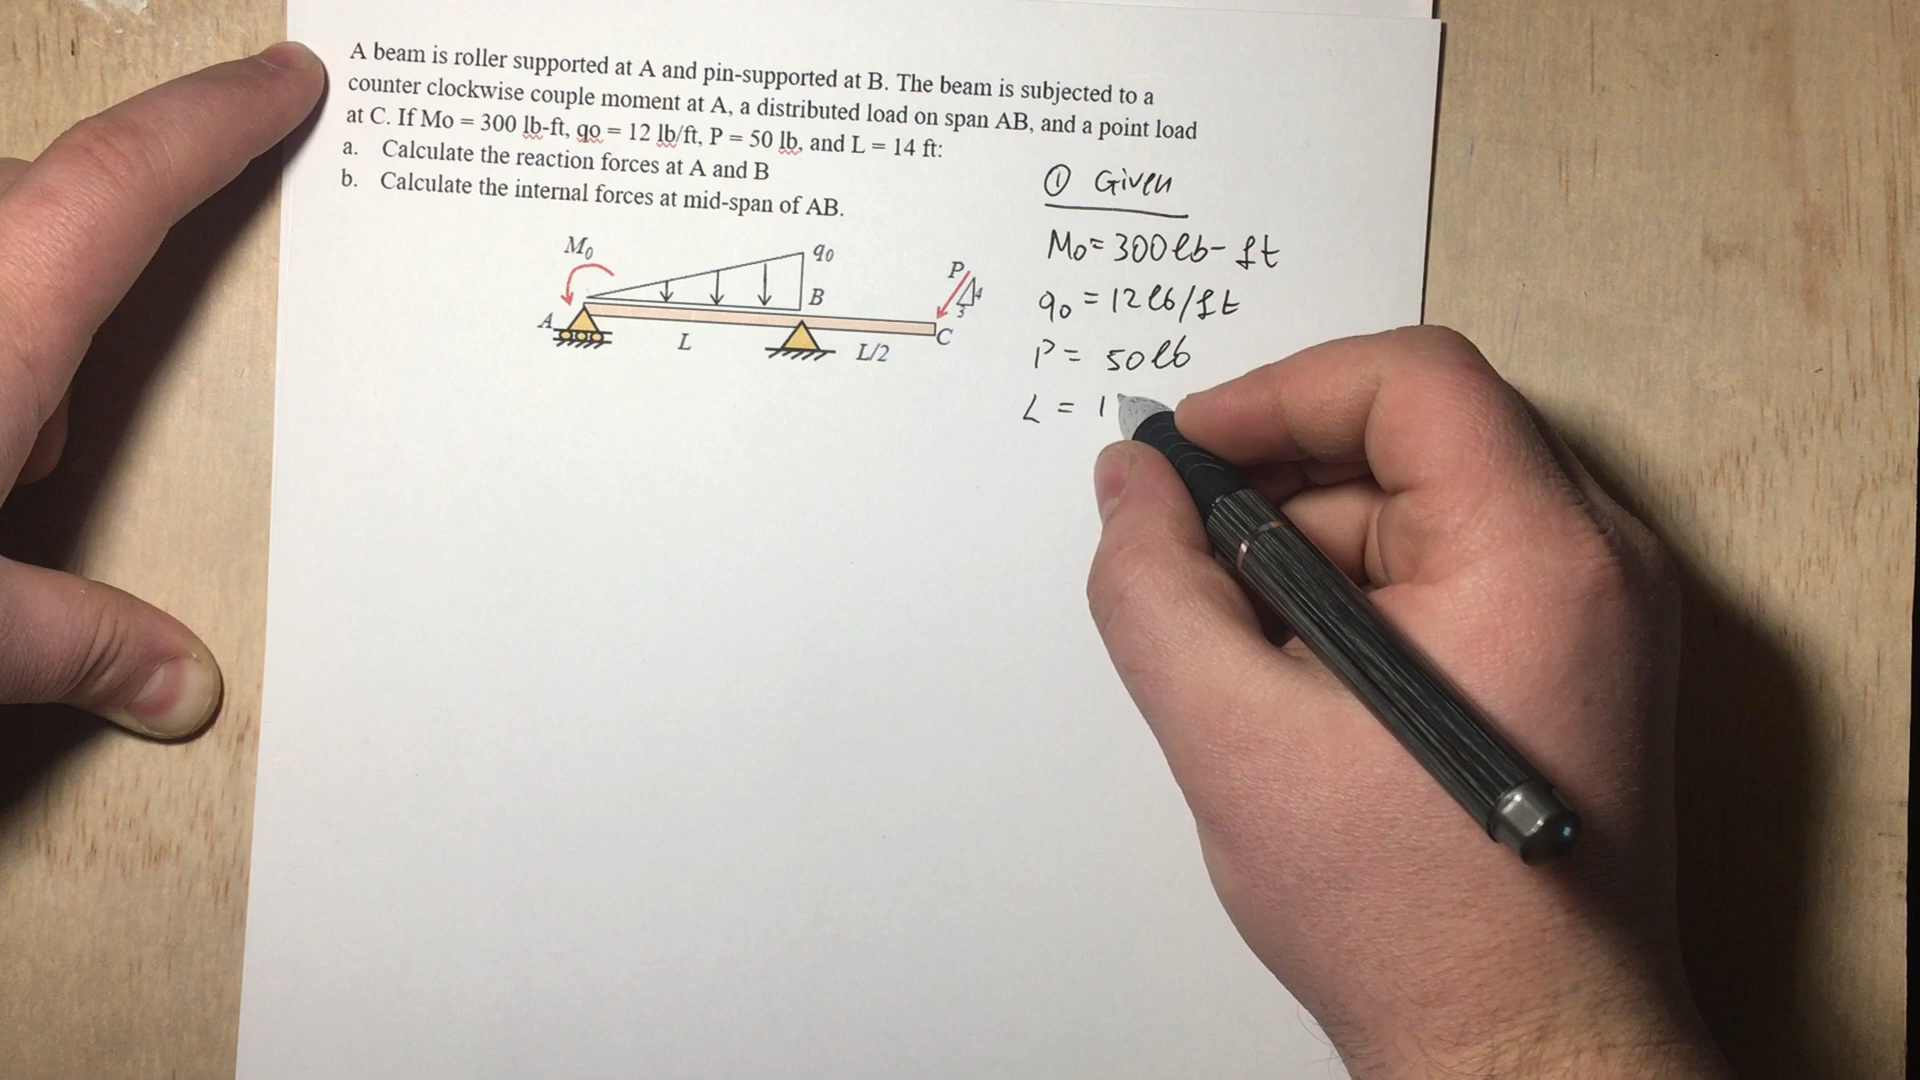 A beam is roller supported at A and pin-supported at B. The beam is subjected to a
counter clockwise couple moment at A, a distributed load on span AB, and a point load
at C. If Mo = 300 lb-ft, qo = 12 lb/ft, P = 50 lb, and L = 14 ft:
a. Calculate the reaction forces at A and B
b. Calculate the internal forces at mid-span of AB.
① Given
Mo = 300 lb-ft
qo = 12 lb/ft
P = 50 lb
L = 1
M0
q0
P
4
3
B
A
L
L/2
C